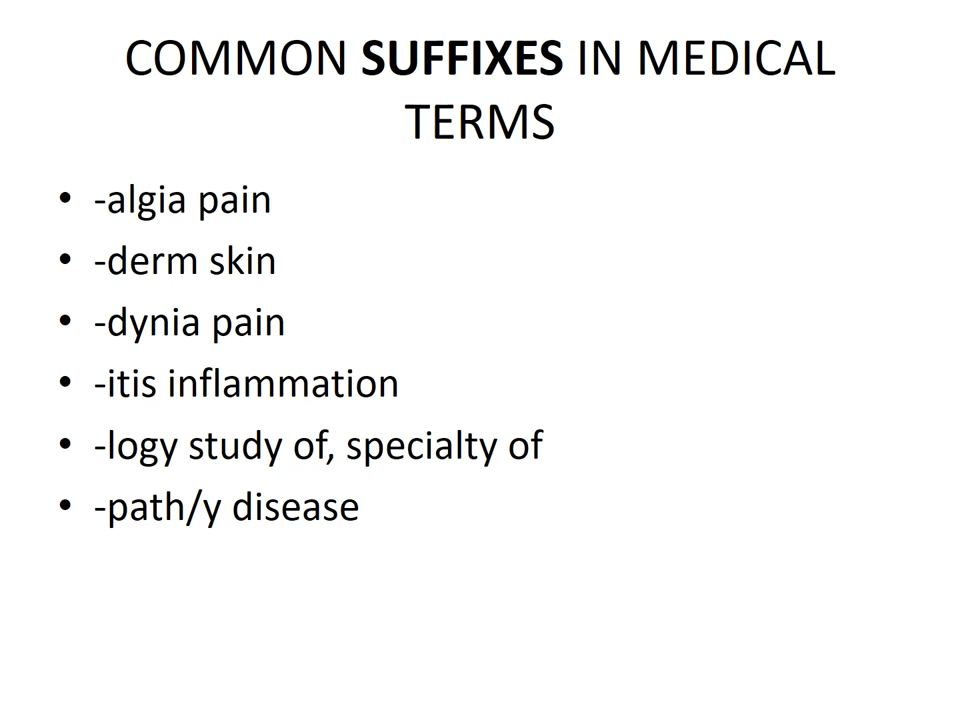 COMMON SUFFIXES IN MEDICAL
TERMS
• -algia pain
• -derm skin
• -dynia pain
• -itis inflammation
• -logy study of, specialty of
• -path/y disease